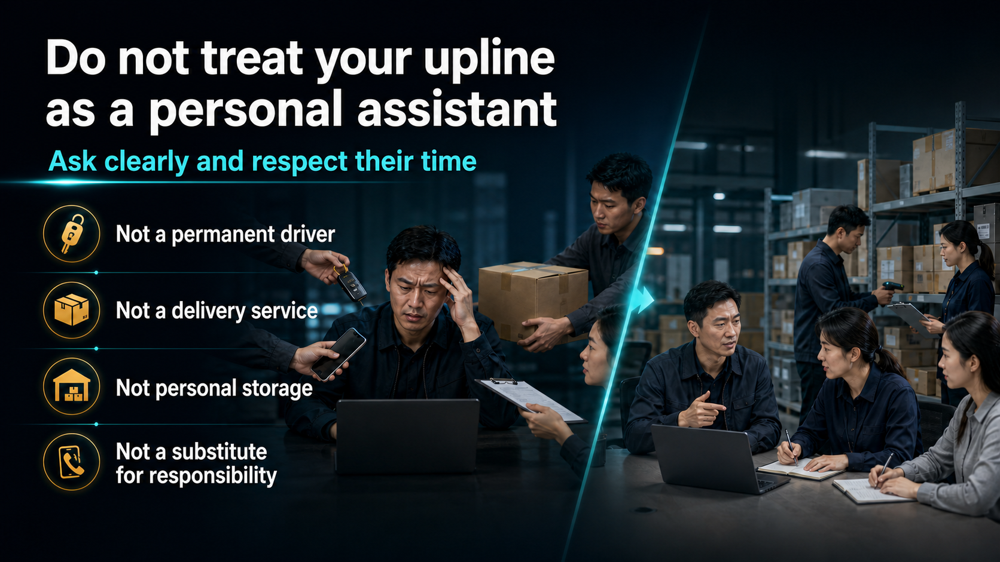 Do not treat your upline
as a personal assistant
Ask clearly and respect their time
Not a permanent driver
Not a delivery service
Not personal storage
Not a substitute
for responsibility